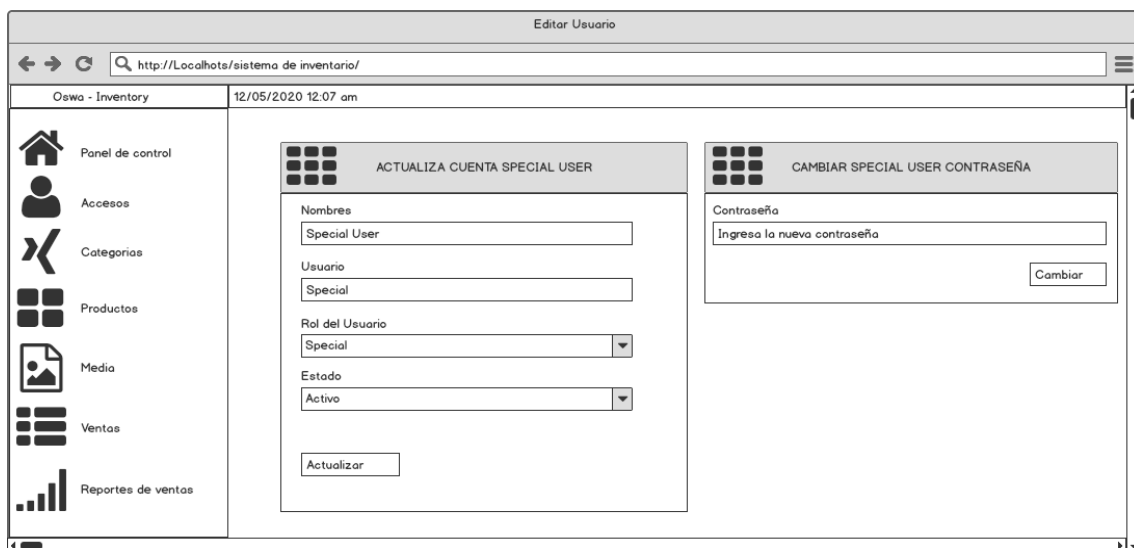 Editar Usuario
http://Localhots/sistema de inventario/
Oswa - Inventory
12/05/2020 12:07 am
Panel de control
Accesos
Categorias
Productos
Media
Ventas
Reportes de ventas
ACTUALIZA CUENTA SPECIAL USER
Nombres
Special User
Usuario
Special
Rol del Usuario
Special
Estado
Activo
Actualizar
CAMBIAR SPECIAL USER CONTRASEÑA
Contraseña
Ingresa la nueva contraseña
Cambiar